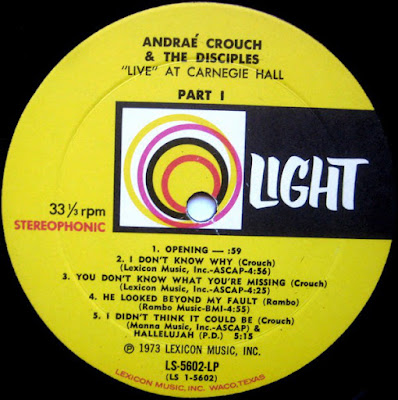 ANDRAÉ CROUCH
& THE DISCIPLES
"LIVE" AT CARNEGIE HALL
PART I
LIGHT
33 ⅓ rpm
STEREOPHONIC
1. OPENING — :59
2. I DON'T KNOW WHY (Crouch)
(Lexicon Music, Inc.-ASCAP-4:56)
3. YOU DON'T KNOW WHAT YOU'RE MISSING (Crouch)
(Lexicon Music, Inc.-ASCAP-4:25)
4. HE LOOKED BEYOND MY FAULT (Rambo)
(Rambo Music-BMI-4:55)
5. I DIDN'T THINK IT COULD BE (Crouch)
(Manna Music, Inc.-ASCAP) &
HALLELUJAH (P.D.) 5:15
℗ 1973 LEXICON MUSIC, INC.
LS-5602-LP
(LS 1-5602)
LEXICON MUSIC, INC. WACO, TEXAS